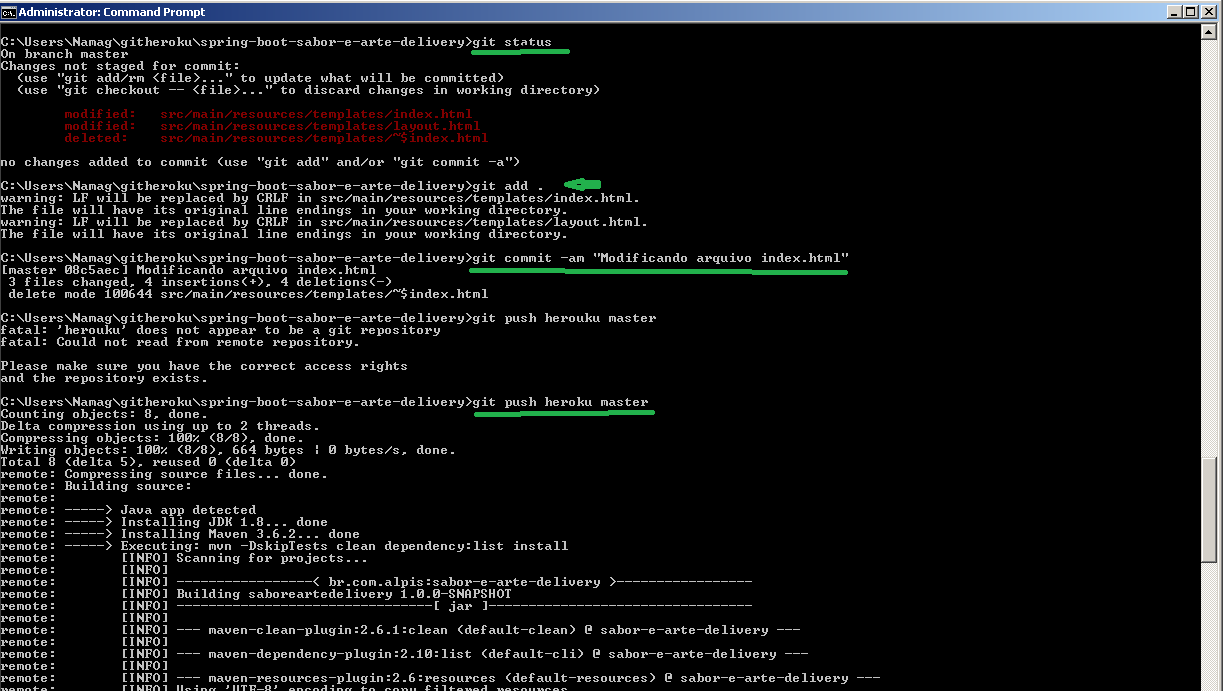 Administrator: Command Prompt
C:\Users\Namag\githeroku\spring-boot-sabor-e-arte-delivery>git status
On branch master
Changes not staged for commit:
  (use "git add/rm <file>..." to update what will be committed)
  (use "git checkout -- <file>..." to discard changes in working directory)
        modified:   src/main/resources/templates/index.html
        modified:   src/main/resources/templates/layout.html
        deleted:    src/main/resources/templates/~$index.html
no changes added to commit (use "git add" and/or "git commit -a")
C:\Users\Namag\githeroku\spring-boot-sabor-e-arte-delivery>git add .
warning: LF will be replaced by CRLF in src/main/resources/templates/index.html.
The file will have its original line endings in your working directory.
warning: LF will be replaced by CRLF in src/main/resources/templates/layout.html.
The file will have its original line endings in your working directory.
C:\Users\Namag\githeroku\spring-boot-sabor-e-arte-delivery>git commit -am "Modificando arquivo index.html"
[master 08c5aec] Modificando arquivo index.html
 3 files changed, 4 insertions(+), 4 deletions(-)
 delete mode 100644 src/main/resources/templates/~$index.html
C:\Users\Namag\githeroku\spring-boot-sabor-e-arte-delivery>git push herouku master
fatal: 'herouku' does not appear to be a git repository
fatal: Could not read from remote repository.
Please make sure you have the correct access rights
and the repository exists.
C:\Users\Namag\githeroku\spring-boot-sabor-e-arte-delivery>git push heroku master
Counting objects: 8, done.
Delta compression using up to 2 threads.
Compressing objects: 100% (8/8), done.
Writing objects: 100% (8/8), 664 bytes | 0 bytes/s, done.
Total 8 (delta 5), reused 0 (delta 0)
remote: Compressing source files... done.
remote: Building source:
remote:
remote: -----> Java app detected
remote: -----> Installing JDK 1.8... done
remote: -----> Installing Maven 3.6.2... done
remote: -----> Executing: mvn -DskipTests clean dependency:list install
remote:        [INFO] Scanning for projects...
remote:        [INFO]
remote:        [INFO] -----------------< br.com.alpis:sabor-e-arte-delivery >-----------------
remote:        [INFO] Building saboreartedelivery 1.0.0-SNAPSHOT
remote:        [INFO] --------------------------------[ jar ]---------------------------------
remote:        [INFO]
remote:        [INFO] --- maven-clean-plugin:2.6.1:clean (default-clean) @ sabor-e-arte-delivery ---
remote:        [INFO]
remote:        [INFO] --- maven-dependency-plugin:2.10:list (default-cli) @ sabor-e-arte-delivery ---
remote:        [INFO]
remote:        [INFO] --- maven-resources-plugin:2.6:resources (default-resources) @ sabor-e-arte-delivery ---
remote:        [INFO] Using 'UTF-8' encoding to copy filtered resources.